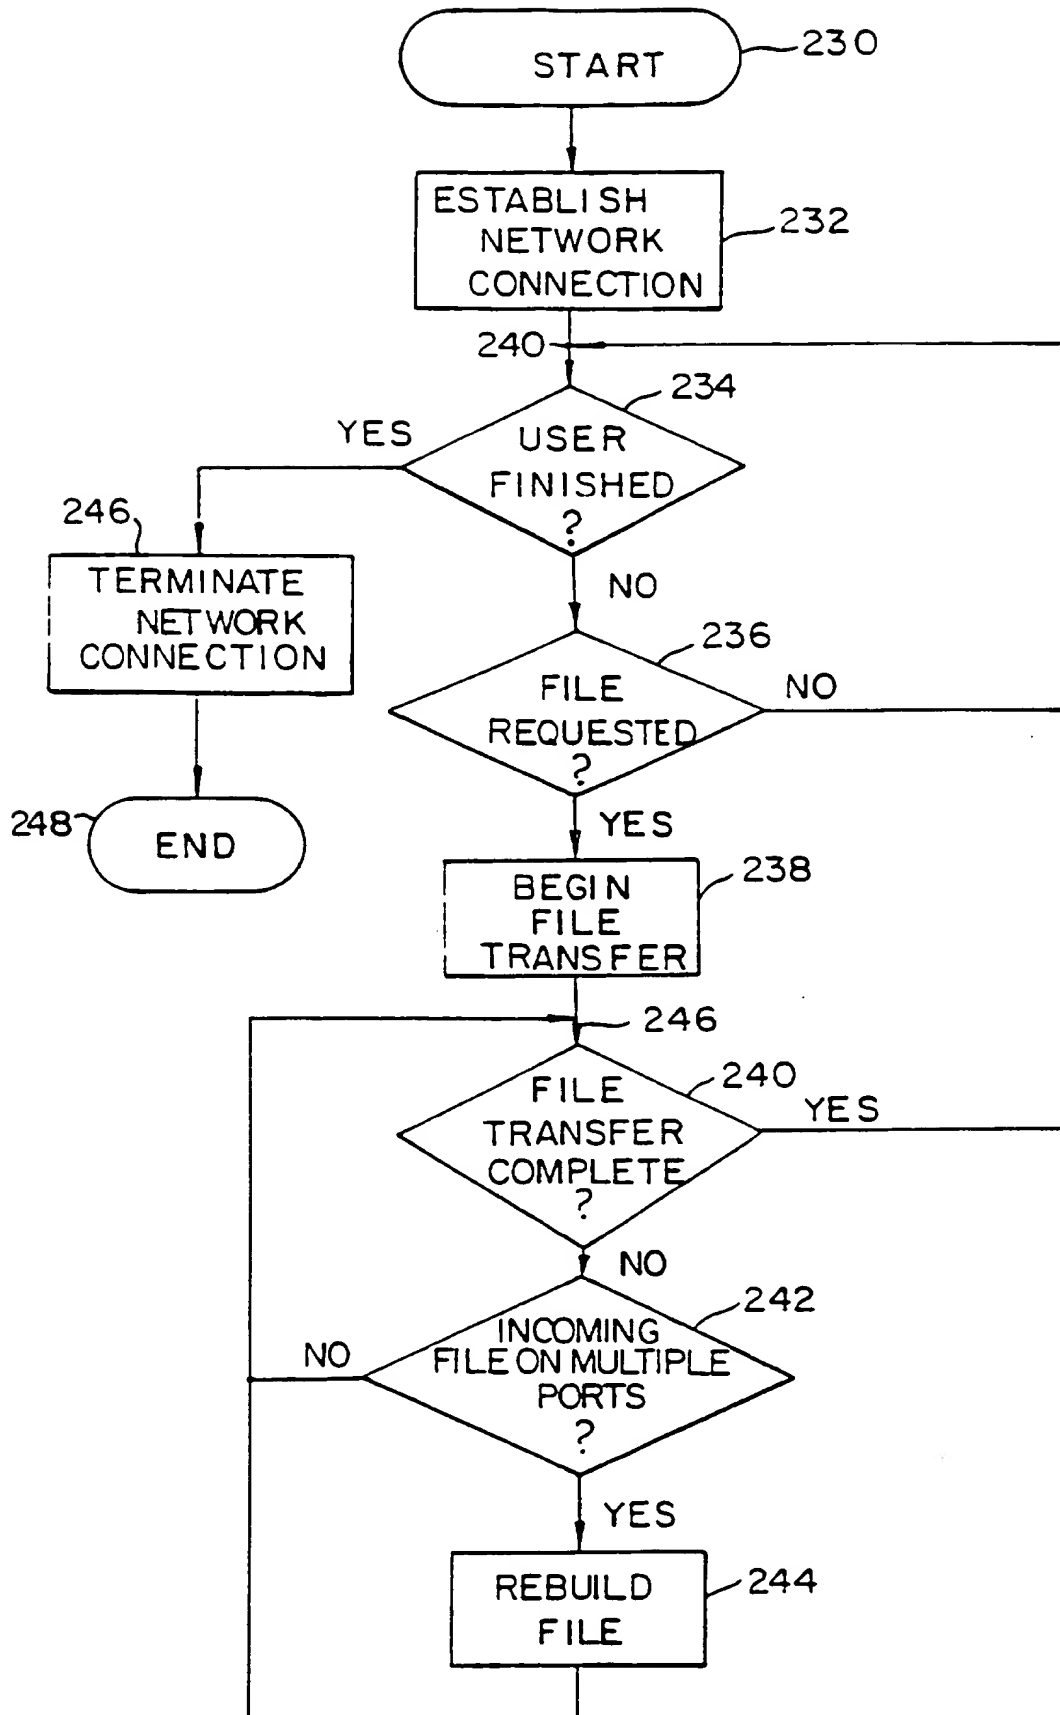 START
230
ESTABLISH
NETWORK
CONNECTION
232
240
234
YES
USER
FINISHED
?
246
TERMINATE
NETWORK
CONNECTION
NO
236
FILE
REQUESTED
?
NO
248
END
YES
238
BEGIN
FILE
TRANSFER
246
240
FILE
TRANSFER
COMPLETE
?
YES
NO
242
INCOMING
FILE ON MULTIPLE
PORTS
?
NO
YES
REBUILD
FILE
244